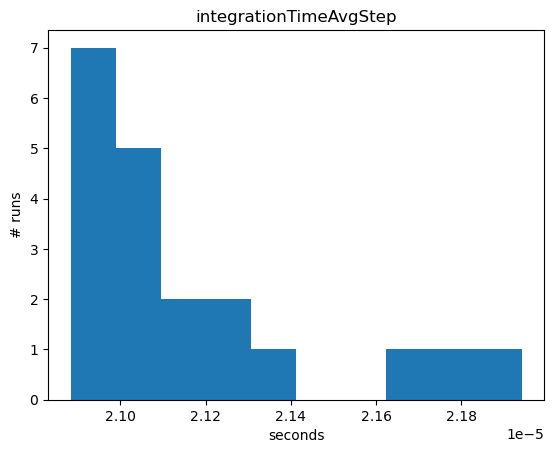 integrationTimeAvgStep
7
6
5
4
3
2
1
0
# runs
2.10 2.12 2.14 2.16 2.18
1e−5
seconds